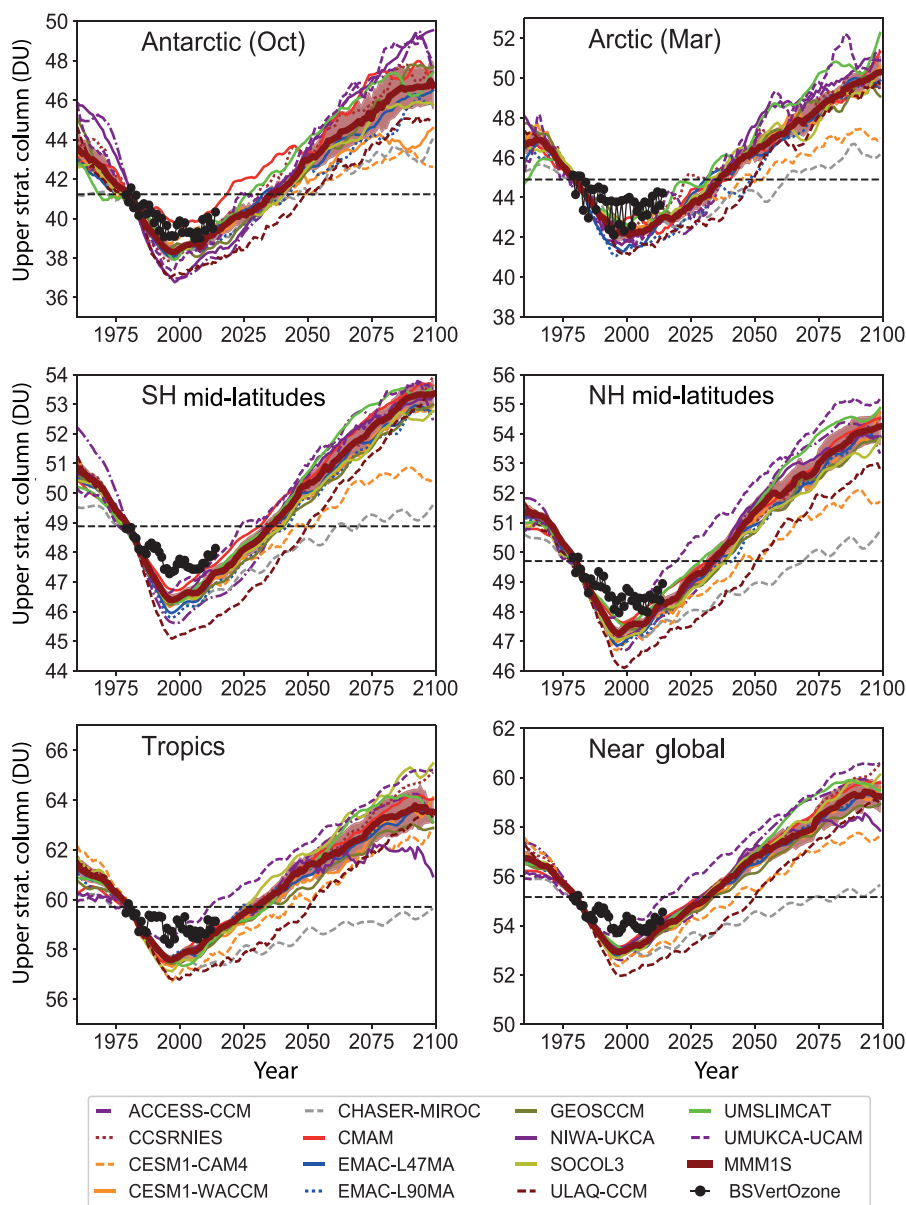 Antarctic (Oct)
Upper strat. column (DU)
50
48
46
44
42
40
38
36
1975 2000 2025 2050 2075 2100
Arctic (Mar)
52
50
48
46
44
42
40
38
1975 2000 2025 2050 2075 2100
SH mid-latitudes
Upper strat. column (DU)
54
53
52
51
50
49
48
47
46
45
44
1975 2000 2025 2050 2075 2100
NH mid-latitudes
56
55
54
53
52
51
50
49
48
47
46
1975 2000 2025 2050 2075 2100
Tropics
Upper strat. column (DU)
66
64
62
60
58
56
1975 2000 2025 2050 2075 2100
Year
Near global
62
60
58
56
54
52
50
1975 2000 2025 2050 2075 2100
Year
ACCESS-CCM
CCSRNIES
CESM1-CAM4
CESM1-WACCM
CHASER-MIROC
CMAM
EMAC-L47MA
EMAC-L90MA
GEOSCCM
NIWA-UKCA
SOCOL3
ULAQ-CCM
UMSLIMCAT
UMUKCA-UCAM
MMM1S
BSVertOzone